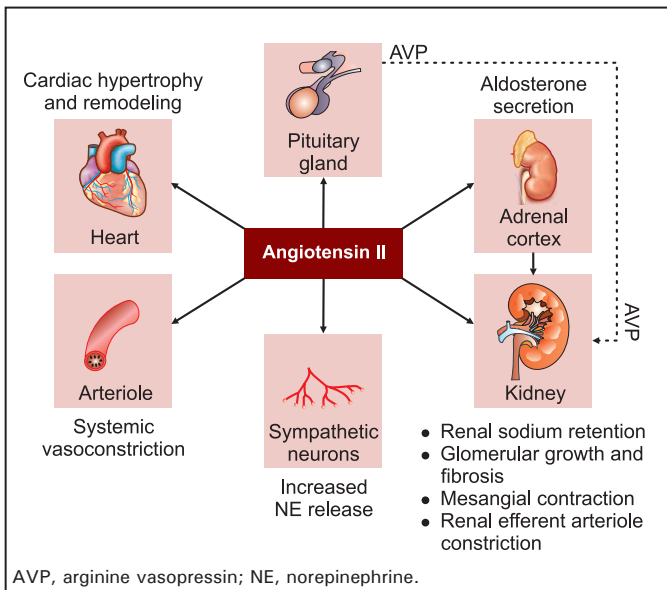 AVP
Cardiac hypertrophy
and remodeling
Aldosterone
secretion
Pituitary
gland
Heart
Adrenal
cortex
Angiotensin II
AVP
Arteriole
Kidney
Systemic
vasoconstriction
Sympathetic
neurons
Increased
NE release
● Renal sodium retention
● Glomerular growth and
fibrosis
● Mesangial contraction
● Renal efferent arteriole
constriction
AVP, arginine vasopressin; NE, norepinephrine.